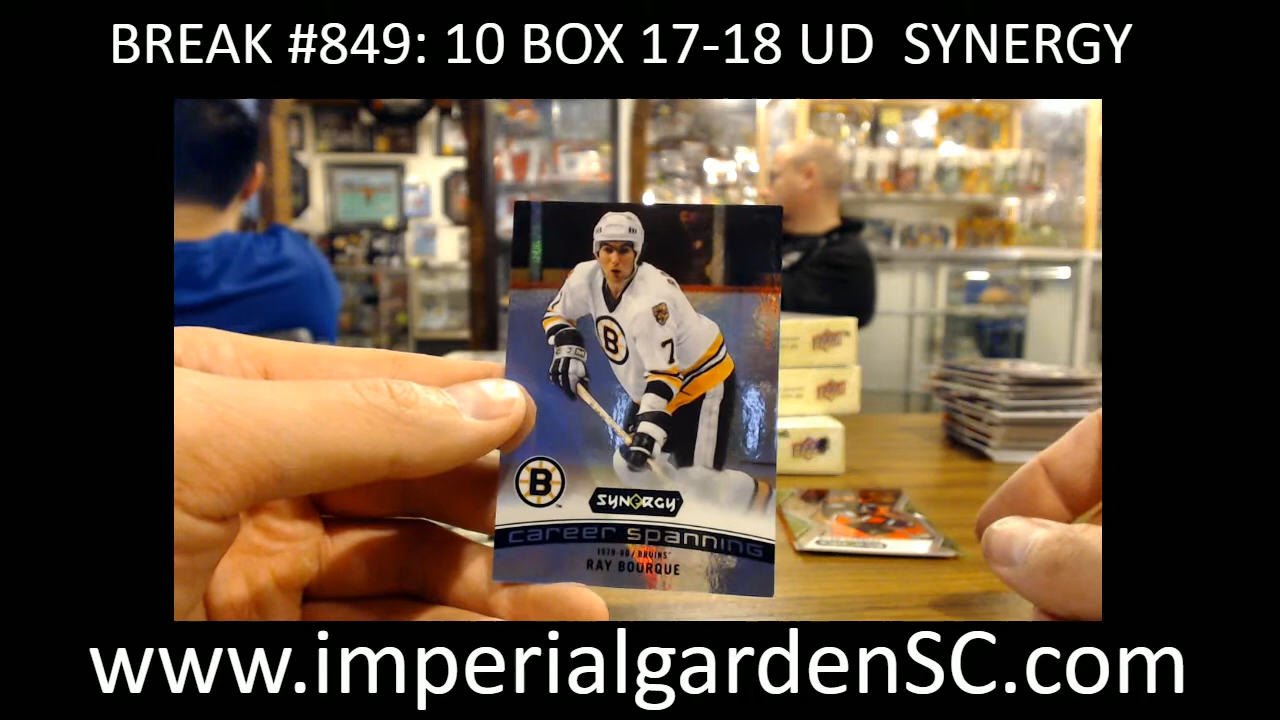 BREAK #849: 10 BOX 17-18 UD SYNERGY
7
B
B
SYNERGY
career spanning
1979-80 / BRUINS
RAY BOURQUE
www.imperialgardenSC.com